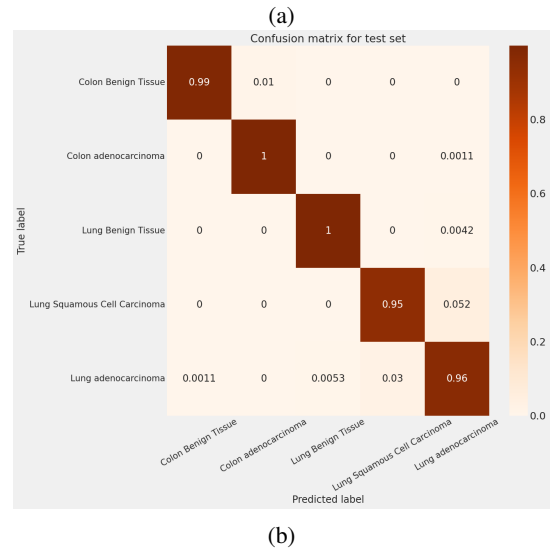 (a)
Confusion matrix for test set
Colon Benign Tissue 0.99 0.01 0 0 0
Colon adenocarcinoma 0 1 0 0 0.0011
Lung Benign Tissue 0 0 1 0 0.0042
Lung Squamous Cell Carcinoma 0 0 0 0.95 0.052
Lung adenocarcinoma 0.0011 0 0.0053 0.03 0.96
True label
Colon Benign Tissue
Colon adenocarcinoma
Lung Benign Tissue
Lung Squamous Cell Carcinoma
Lung adenocarcinoma
Predicted label
0.8
0.6
0.4
0.2
0.0
(b)